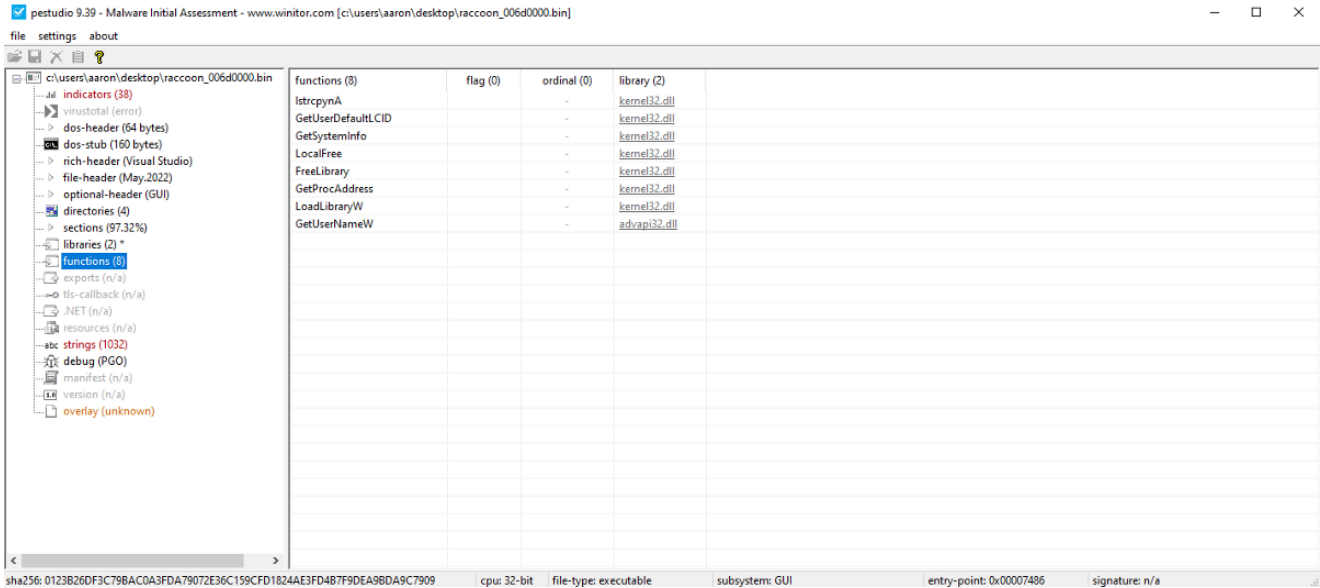 pestudio 9.39 - Malware Initial Assessment - www.winitor.com [c:\users\aaron\desktop\raccoon_006d0000.bin]
file settings about
c:\users\aaron\desktop\raccoon_006d0000.bin
indicators (38)
virustotal (error)
dos-header (64 bytes)
dos-stub (160 bytes)
rich-header (Visual Studio)
file-header (May.2022)
optional-header (GUI)
directories (4)
sections (97.32%)
libraries (2) *
functions (8)
exports (n/a)
tls-callback (n/a)
.NET (n/a)
resources (n/a)
abc strings (1032)
debug (PGO)
manifest (n/a)
1.0 version (n/a)
overlay (unknown)
functions (8) flag (0) ordinal (0) library (2)
lstrcpynA - kernel32.dll
GetUserDefaultLCID - kernel32.dll
GetSystemInfo - kernel32.dll
LocalFree - kernel32.dll
FreeLibrary - kernel32.dll
GetProcAddress - kernel32.dll
LoadLibraryW - kernel32.dll
GetUserNameW - advapi32.dll
sha256: 0123B26DF3C79BAC0A3FDA79072E36C159CFD1824AE3FD4B7F9DEA9BDA9C7909 cpu: 32-bit file-type: executable subsystem: GUI entry-point: 0x00007486 signature: n/a